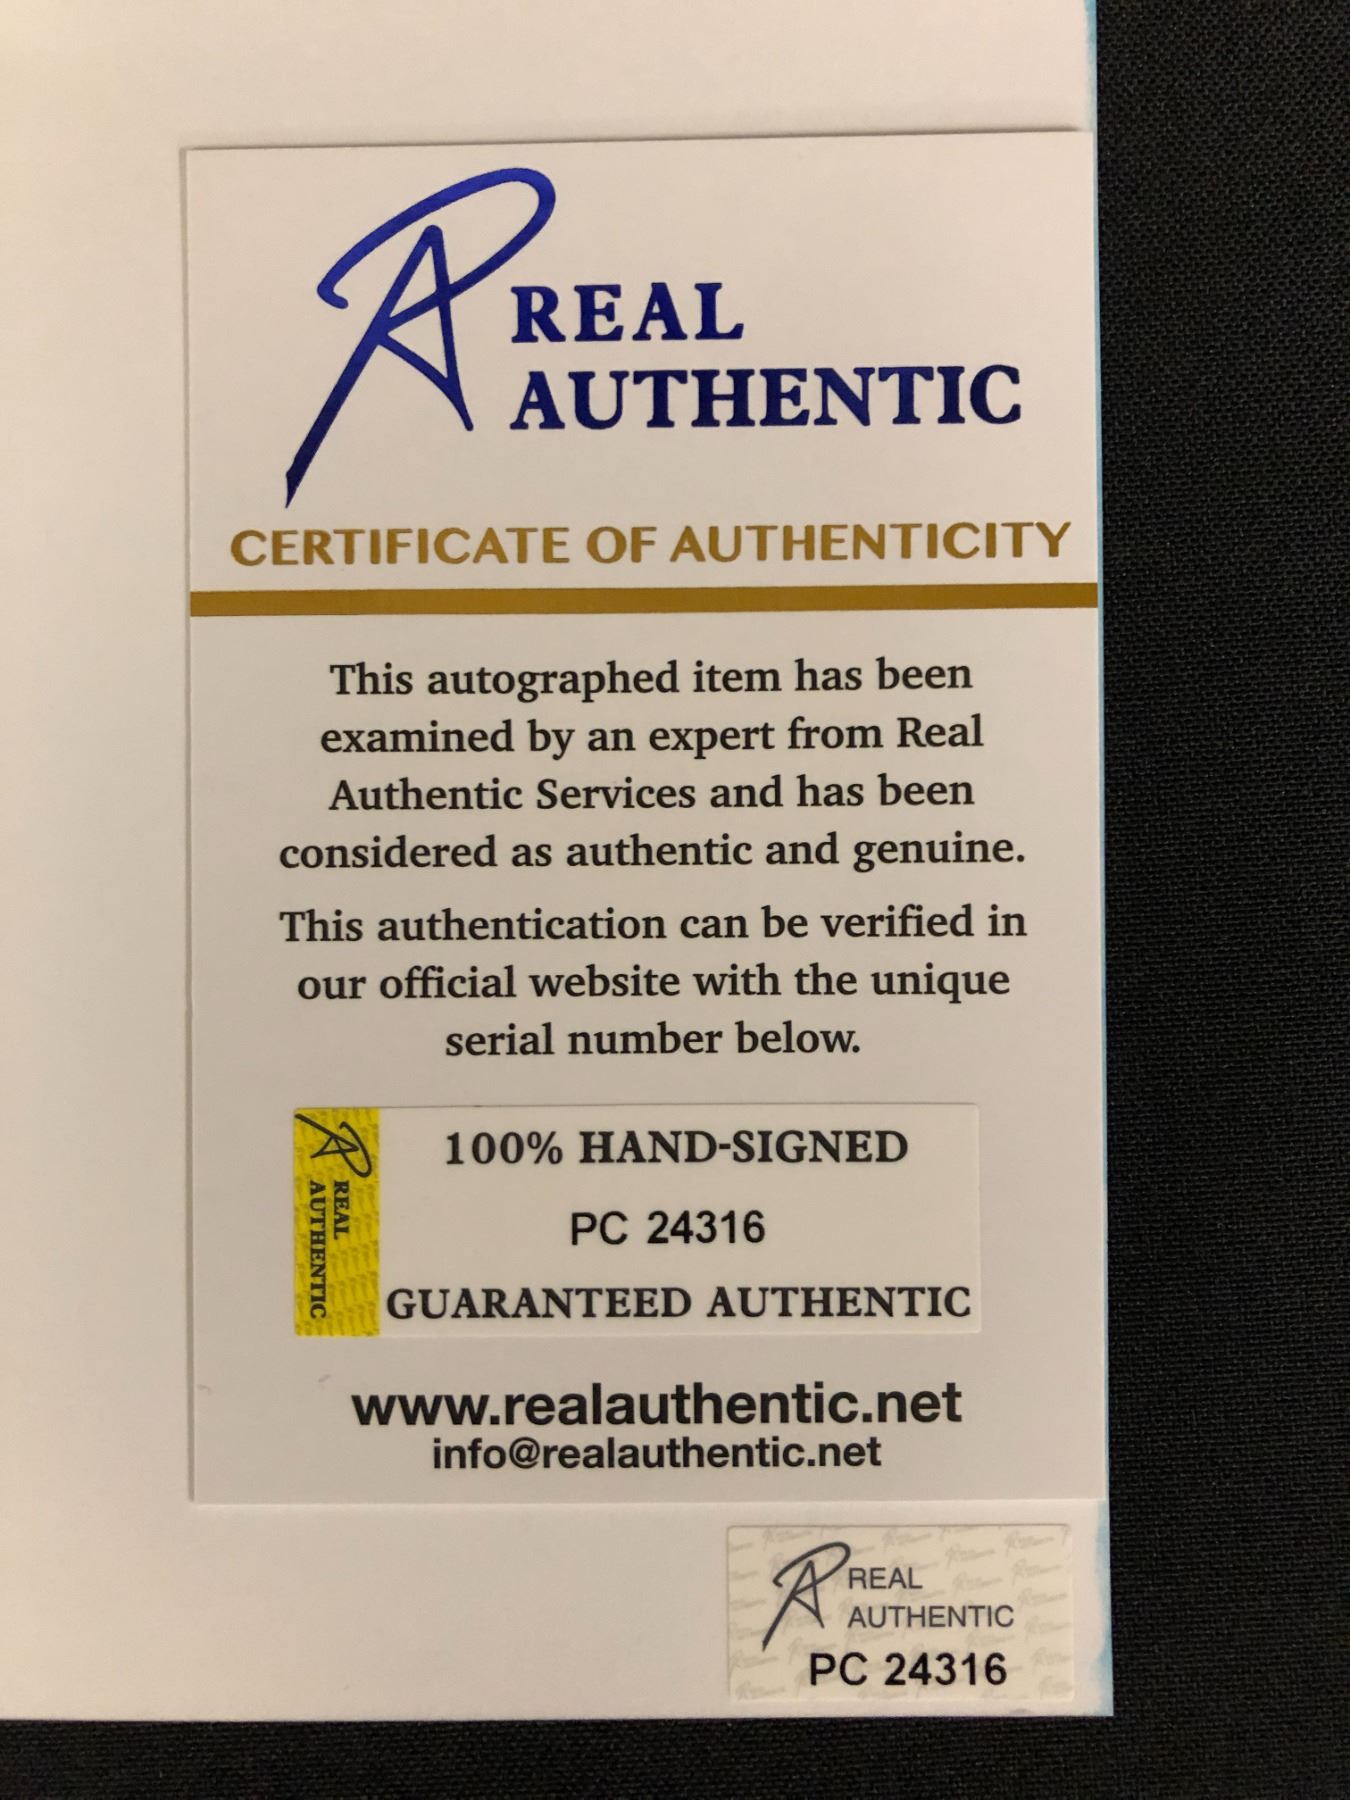 REAL
AUTHENTIC
CERTIFICATE OF AUTHENTICITY
This autographed item has been
examined by an expert from Real
Authentic Services and has been
considered as authentic and genuine.
This authentication can be verified in
our official website with the unique
serial number below.
REAL
AUTHENTIC
100% HAND-SIGNED
PC 24316
GUARANTEED AUTHENTIC
www.realauthentic.net
info@realauthentic.net
REAL
AUTHENTIC
PC 24316